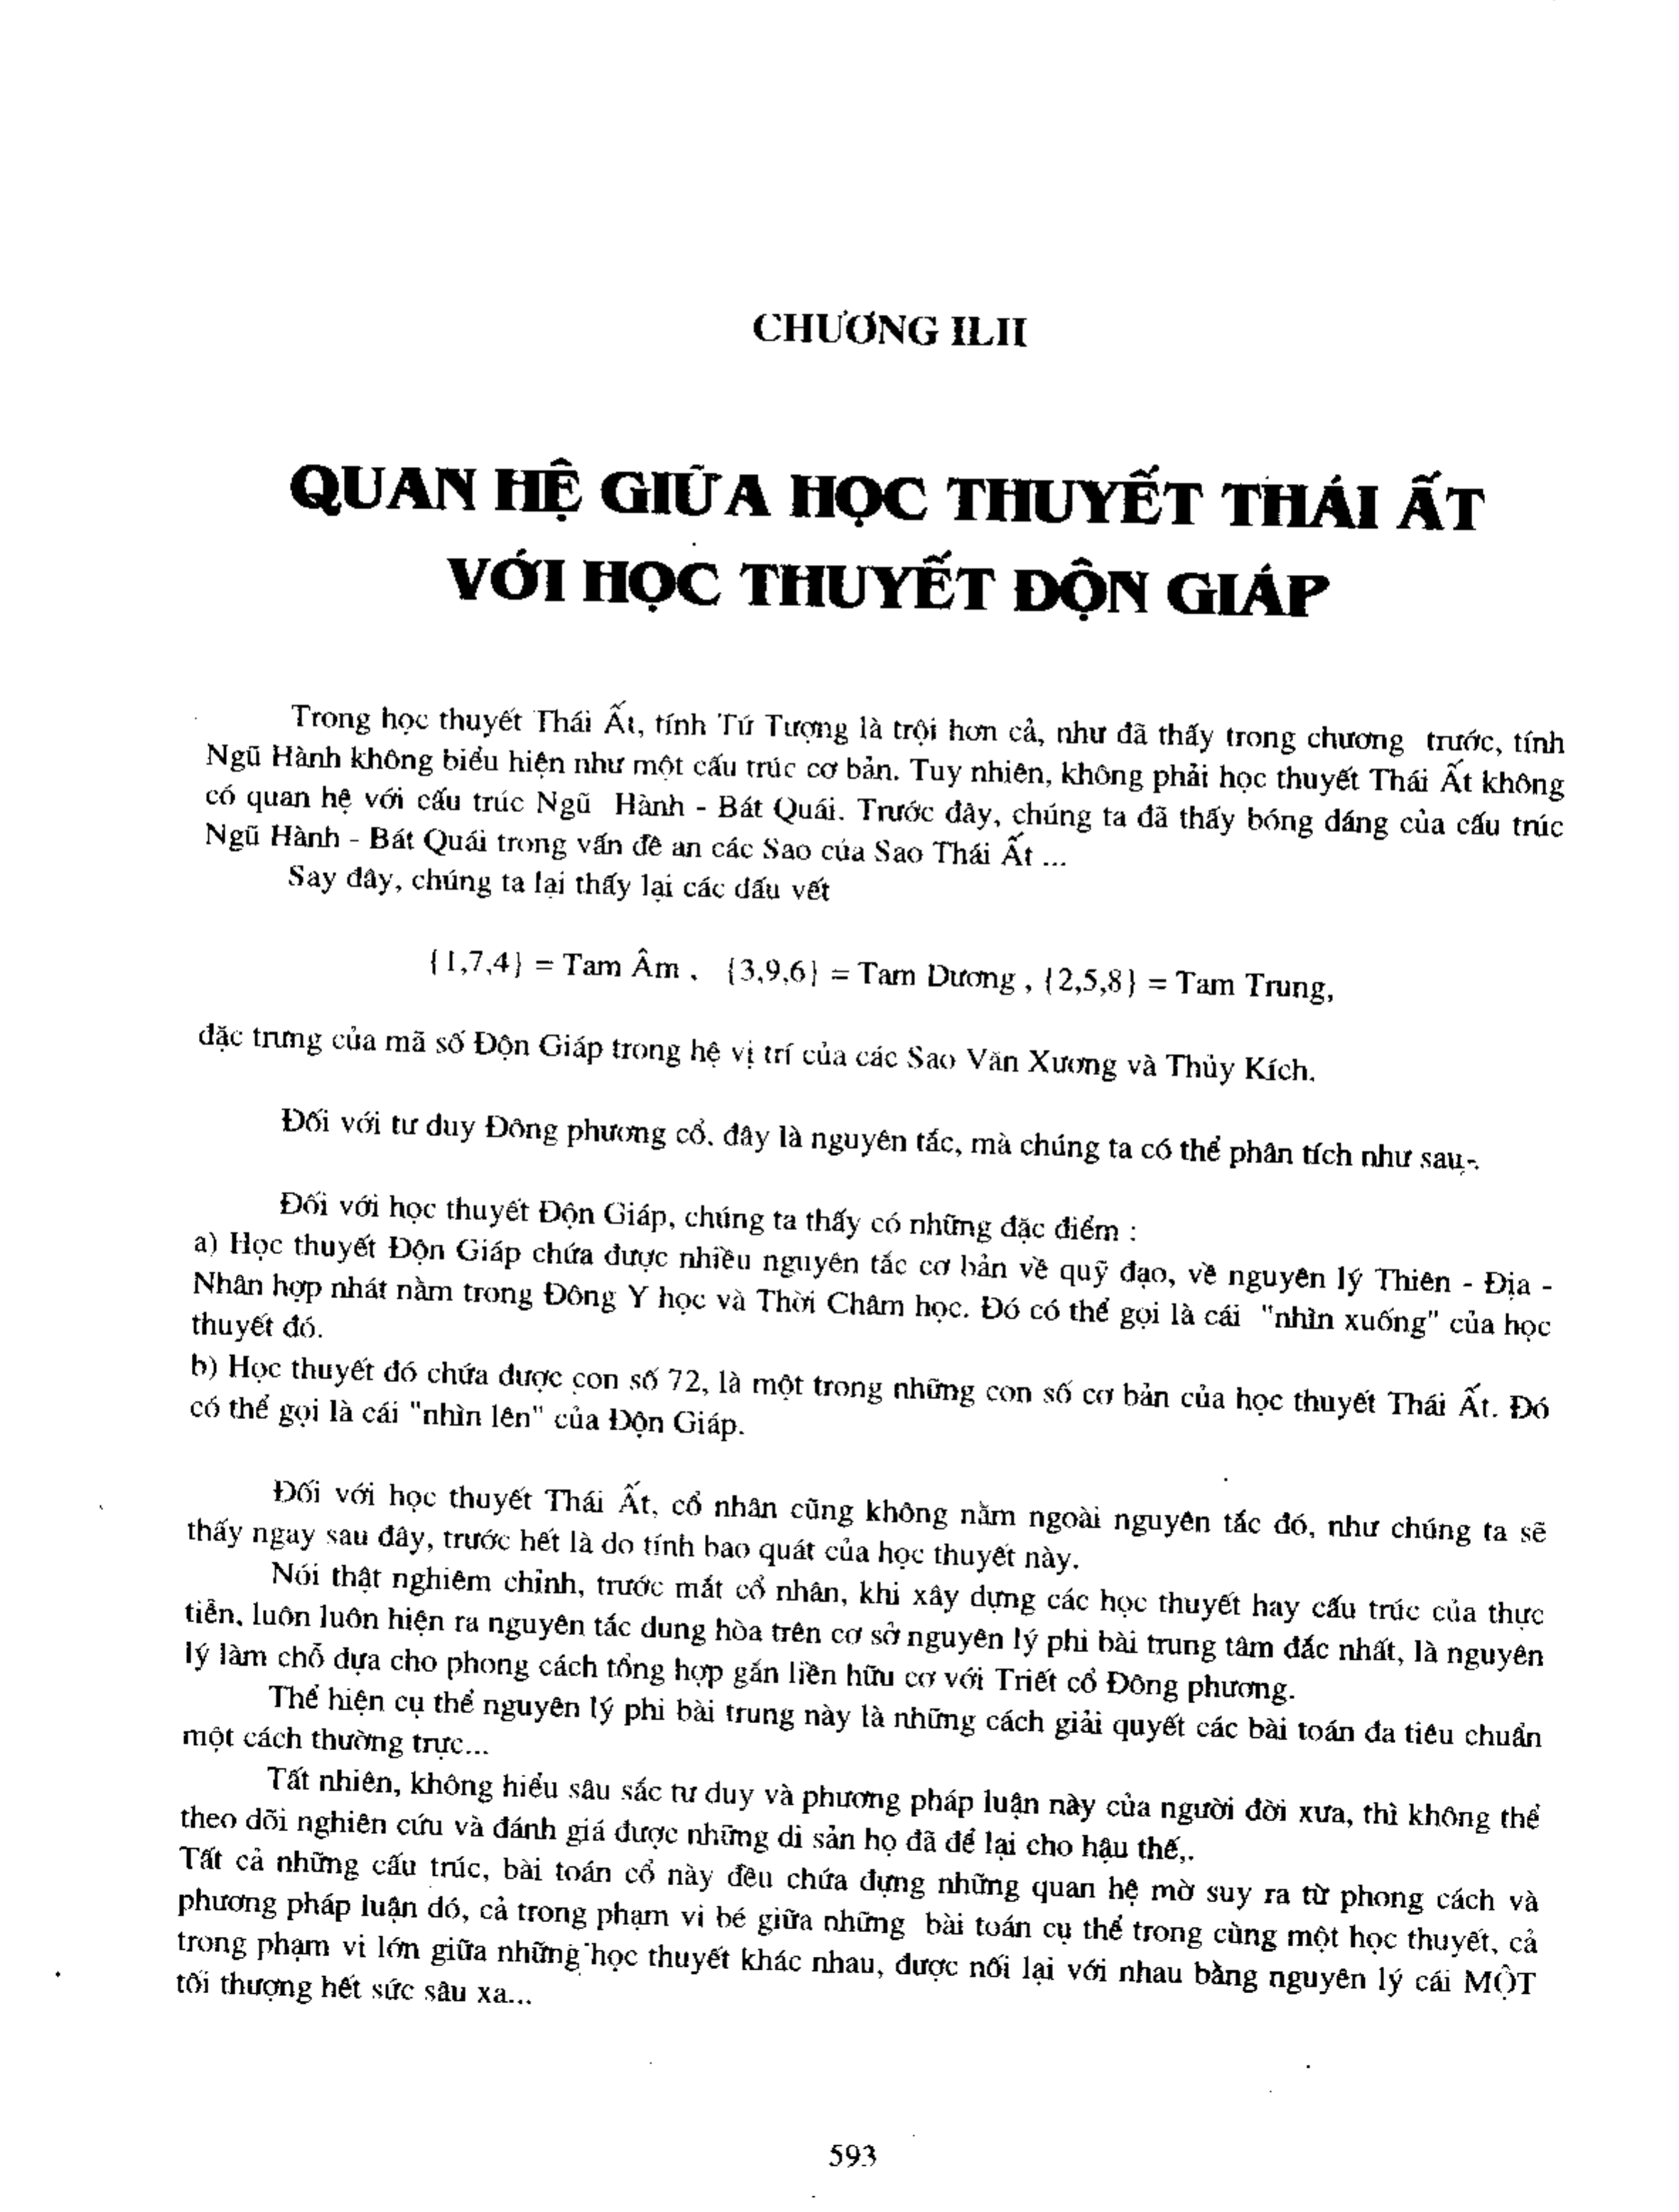 CHƯƠNG ILII
QUAN HỆ GIỮA HỌC THUYẾT THÁI ẤT
VỚI HỌC THUYẾT ĐỘN GIÁP
Trong học thuyết Thái Ất, tính Tứ Tượng là trội hơn cả, như đã thấy trong chương trước, tính
Ngũ Hành không biểu hiện như một cấu trúc cơ bản. Tuy nhiên, không phải học thuyết Thái Ất không
có quan hệ với cấu trúc Ngũ Hành - Bát Quái. Trước đây, chúng ta đã thấy bóng dáng của cấu trúc
Ngũ Hành - Bát Quái trong vấn đề an các Sao của Sao Thái Ất ...
Say đây, chúng ta lại thấy lại các dấu vết
{1,7,4} = Tam Âm , {3,9,6} = Tam Dương , {2,5,8} = Tam Trung,
đặc trưng của mã số Độn Giáp trong hệ vị trí của các Sao Văn Xương và Thủy Kích.
Đối với tư duy Đông phương cổ, đây là nguyên tắc, mà chúng ta có thể phân tích như sau-.
Đối với học thuyết Độn Giáp, chúng ta thấy có những đặc điểm :
a) Học thuyết Độn Giáp chứa được nhiều nguyên tắc cơ bản về quỹ đạo, về nguyên lý Thiên - Địa -
Nhân hợp nhát nằm trong Đông Y học và Thời Châm học. Đó có thể gọi là cái "nhìn xuống" của học
thuyết đó.
b) Học thuyết đó chứa được con số 72, là một trong những con số cơ bản của học thuyết Thái Ất. Đó
có thể gọi là cái "nhìn lên" của Độn Giáp.
Đối với học thuyết Thái Ất, cổ nhân cũng không nằm ngoài nguyên tắc đó, như chúng ta sẽ
thấy ngay sau đây, trước hết là do tính bao quát của học thuyết này.
Nói thật nghiêm chỉnh, trước mắt cổ nhân, khi xây dựng các học thuyết hay cấu trúc của thực
tiễn, luôn luôn hiện ra nguyên tắc dung hòa trên cơ sở nguyên lý phi bài trung tâm đắc nhất, là nguyên
lý làm chỗ dựa cho phong cách tổng hợp gắn liền hữu cơ với Triết cổ Đông phương.
Thể hiện cụ thể nguyên lý phi bài trung này là những cách giải quyết các bài toán đa tiêu chuẩn
một cách thường trực...
Tất nhiên, không hiểu sâu sắc tư duy và phương pháp luận này của người đời xưa, thì không thể
theo dõi nghiên cứu và đánh giá được những di sản họ đã để lại cho hậu thế,.
Tất cả những cấu trúc, bài toán cổ này đều chứa đựng những quan hệ mờ suy ra từ phong cách và
phương pháp luận đó, cả trong phạm vi bé giữa những bài toán cụ thể trong cùng một học thuyết, cả
trong phạm vi lớn giữa những học thuyết khác nhau, được nối lại với nhau bằng nguyên lý cái MỘT
tối thượng hết sức sâu xa...
593